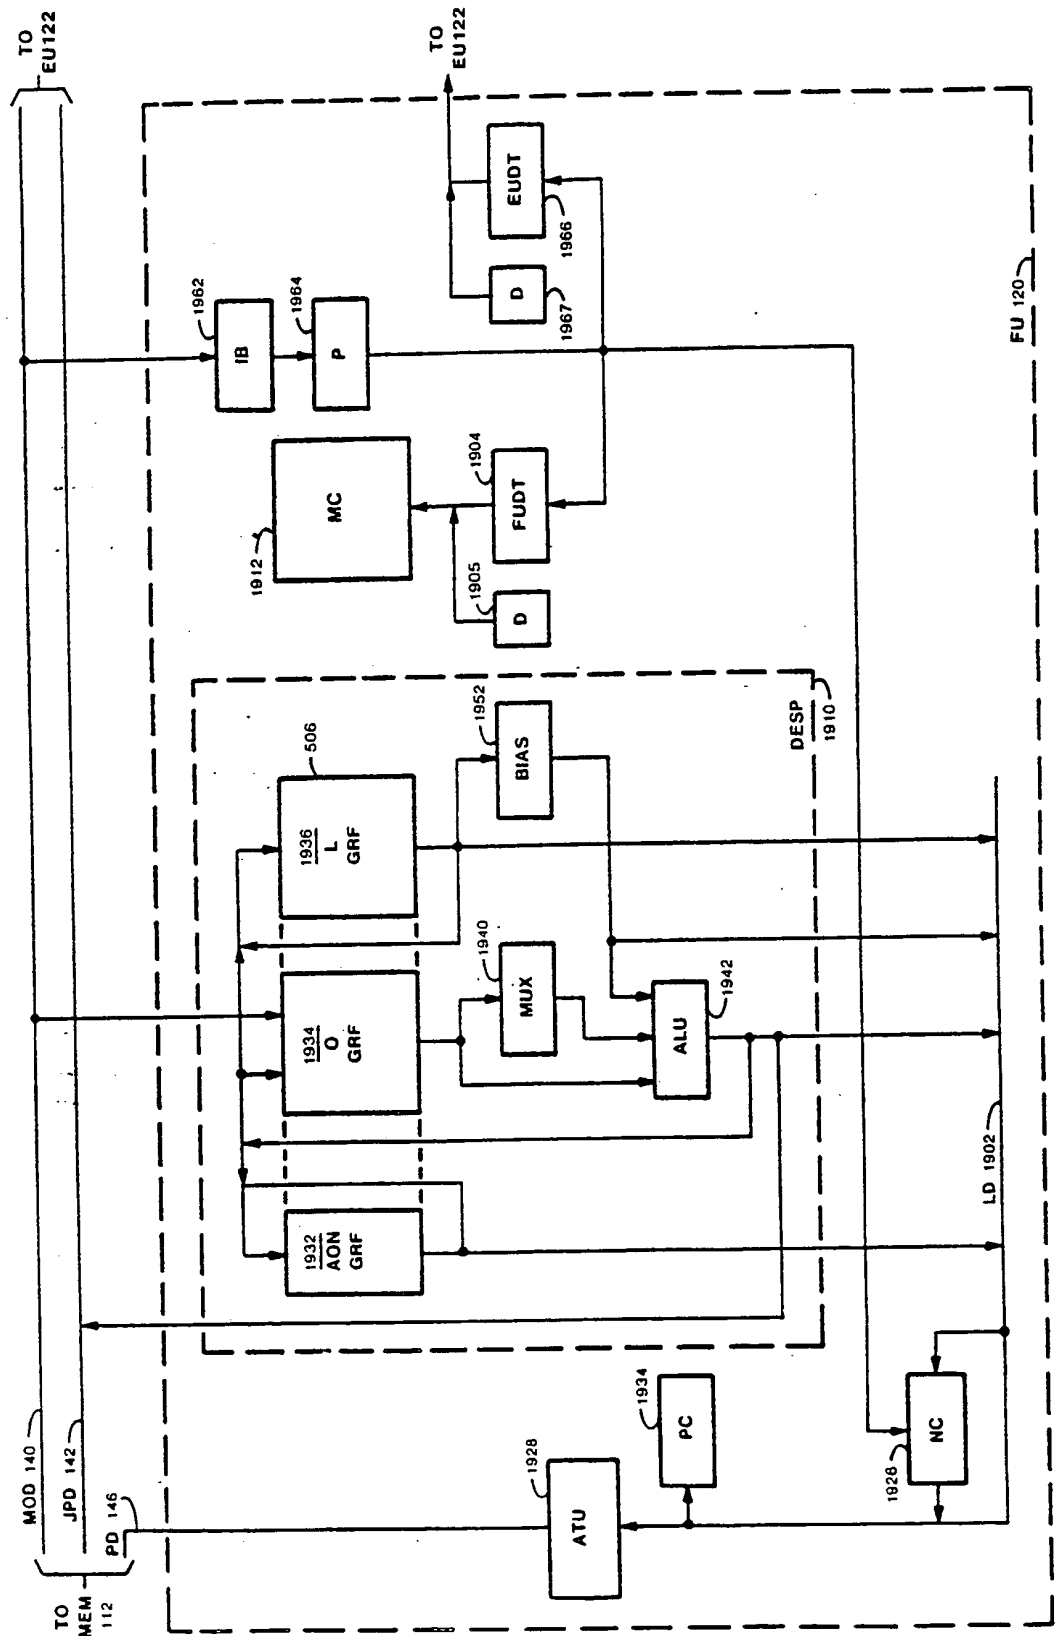 TO
EU122
TO
EU122
MOD 140
JPD 142
PD 146
TO
MEM
112
1962
IB
1964
P
EUDT
1966
D
1967
FU 120
1912
MC
1904
FUDT
1905
D
506
1936
L
GRF
1952
BIAS
DESP
1910
1934
O
GRF
1940
MUX
1942
ALU
1932
AON
GRF
LD 1902
1934
PC
1928
ATU
NC
1928